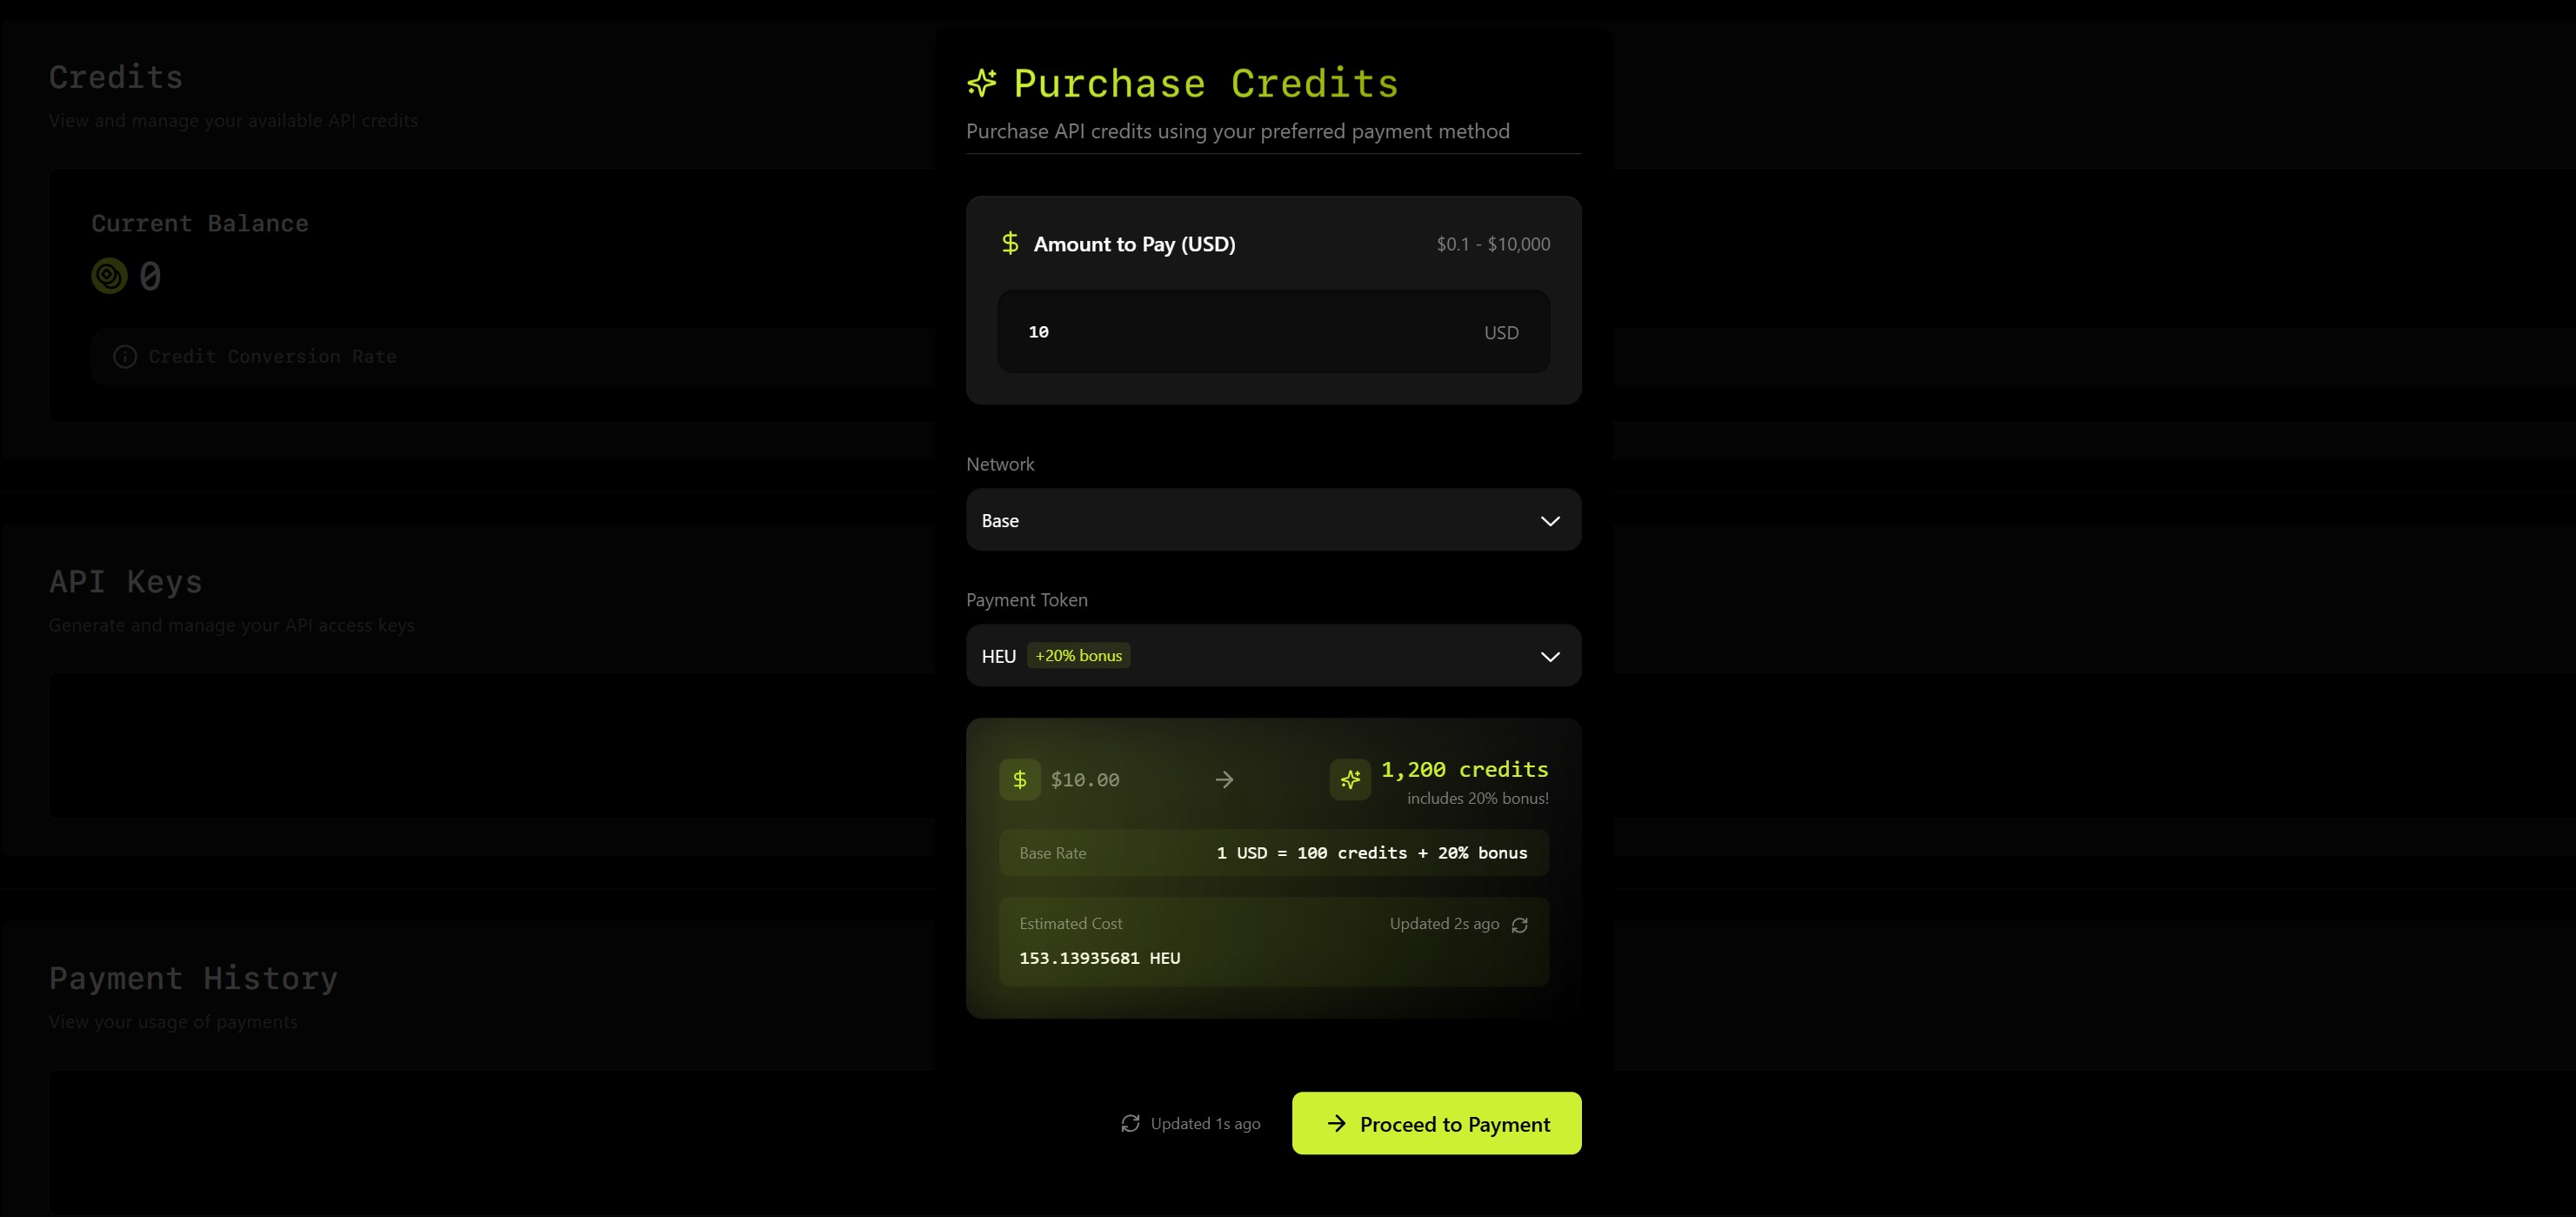 Credits
View and manage your available API credits
Current Balance
0
Credit Conversion Rate
API Keys
Generate and manage your API access keys
Payment History
View your usage of payments
Purchase Credits
Purchase API credits using your preferred payment method
Amount to Pay (USD) $0.1 - $10,000
10 USD
Network
Base
Payment Token
HEU +20% bonus
$10.00 1,200 credits
includes 20% bonus!
Base Rate 1 USD = 100 credits + 20% bonus
Estimated Cost Updated 2s ago
153.13935681 HEU
Updated 1s ago Proceed to Payment